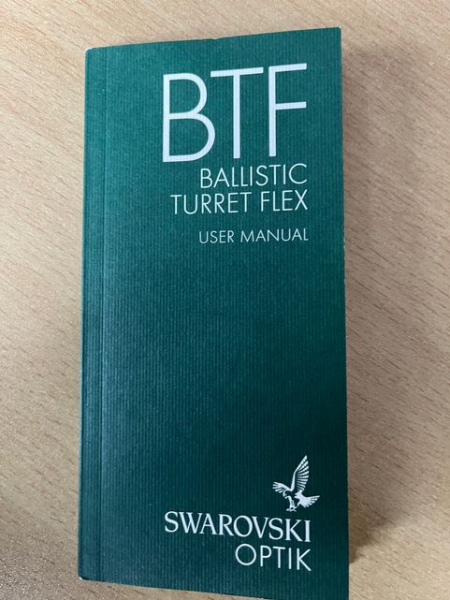 BTF
BALLISTIC
TURRET FLEX
USER MANUAL
SWAROVSKI
OPTIK